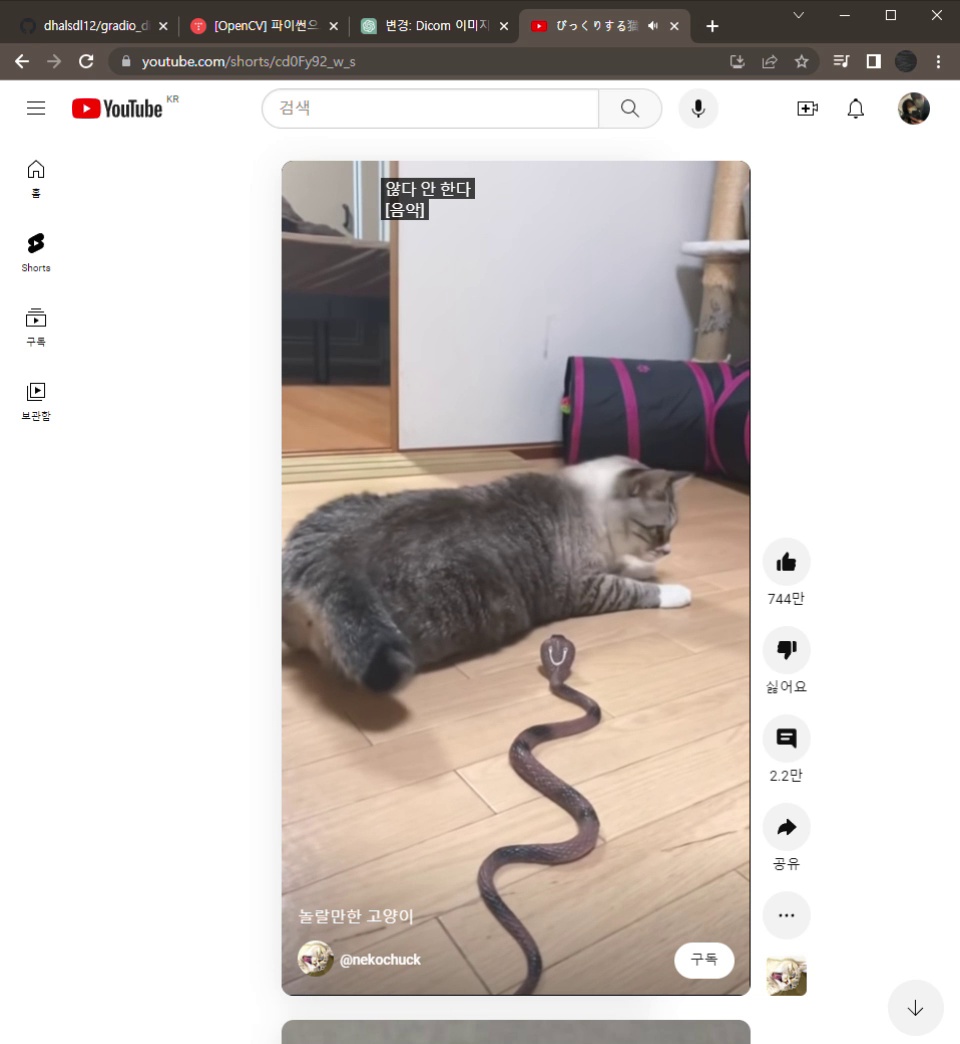 dhalsdl12/gradio_di
[OpenCV] 파이썬으
변경: Dicom 이미지
びっくりする猫
youtube.com/shorts/cd0Fy92_w_s
YouTube KR
검색
홈
Shorts
구독
보관함
않다 안 한다
[음악]
744만
싫어요
2.2만
공유
놀랄만한 고양이
@nekochuck
구독